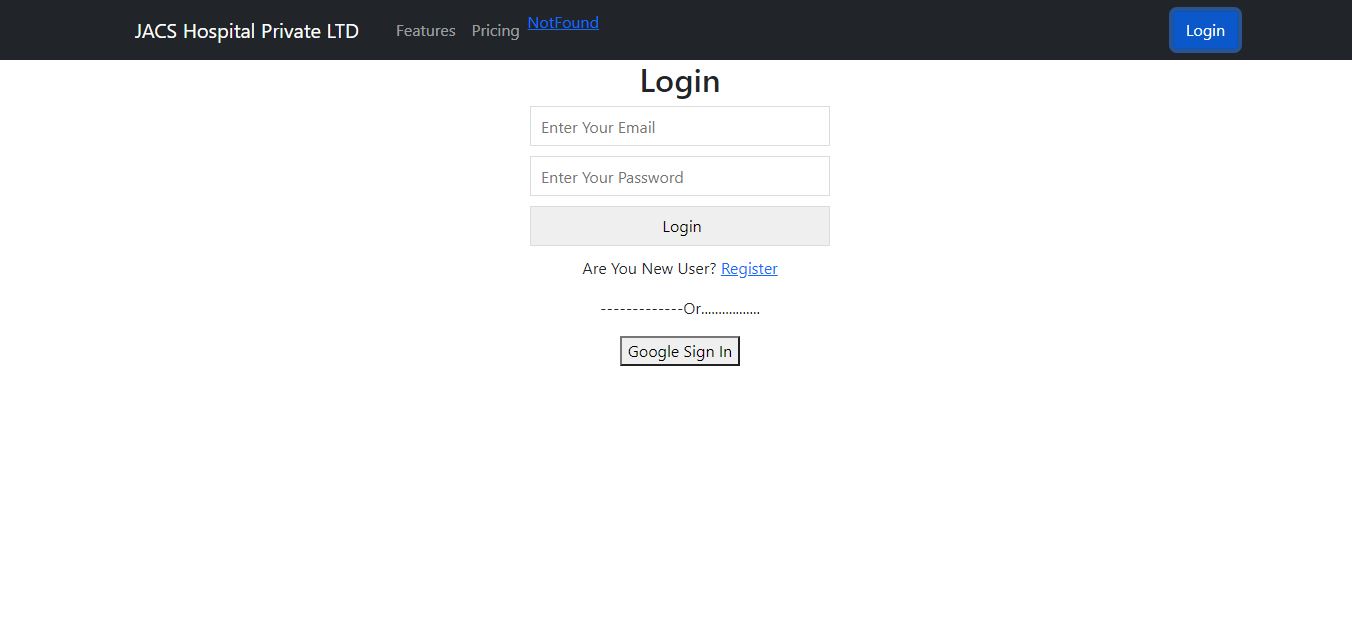 JACS Hospital Private LTD Features Pricing NotFound Login
Login
Enter Your Email
Enter Your Password
Login
Are You New User? Register
-------------Or.................
Google Sign In